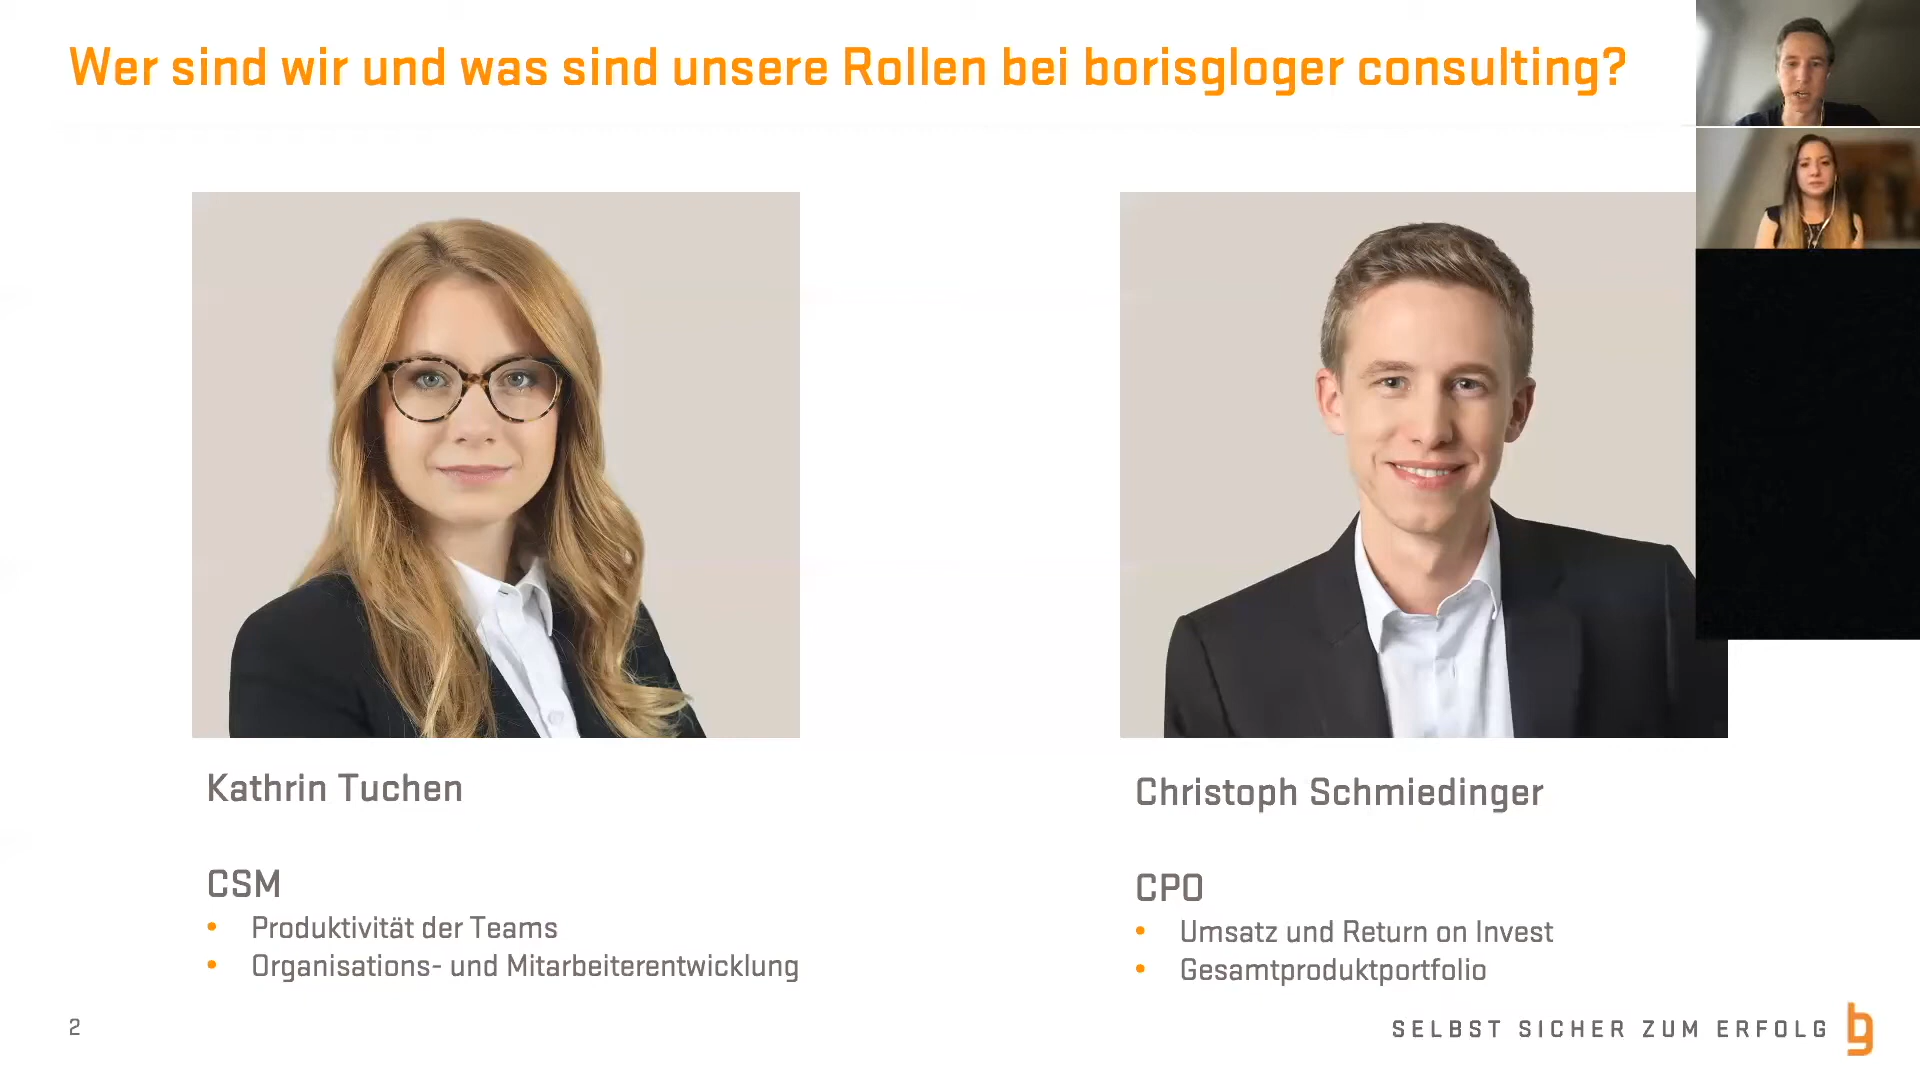 Wer sind wir und was sind unsere Rollen bei borisgloger consulting?
Kathrin Tuchen
CSM
• Produktivität der Teams
• Organisations- und Mitarbeiterentwicklung
Christoph Schmiedinger
CPO
• Umsatz und Return on Invest
• Gesamtproduktportfolio
2
SELBST SICHER ZUM ERFOLG
bg